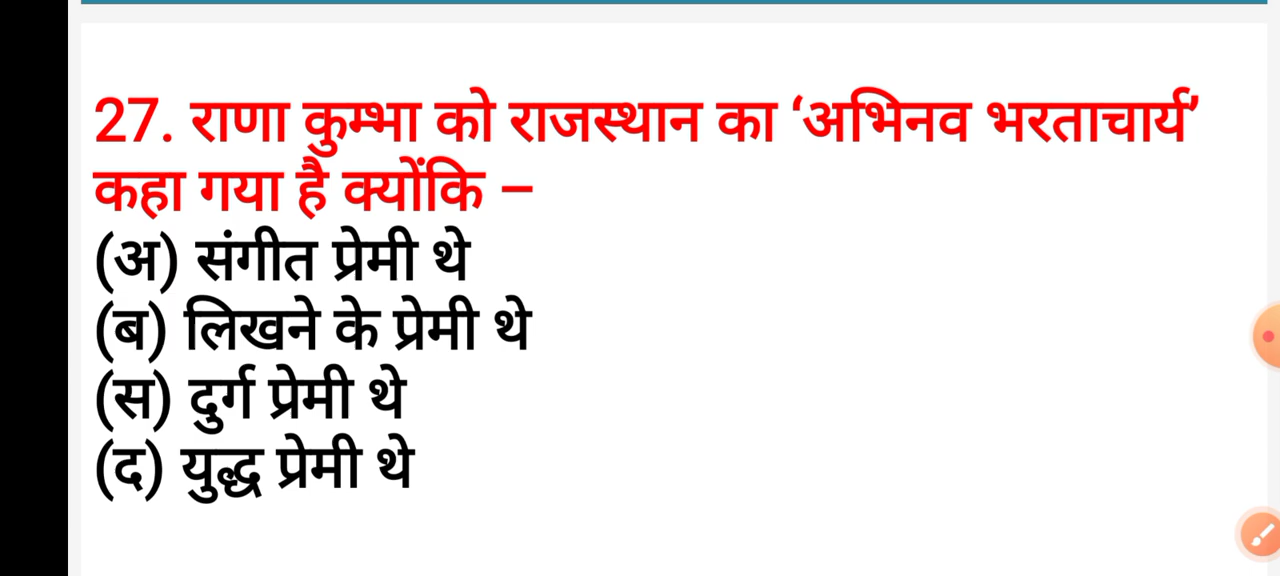 27. राणा कुम्भा को राजस्थान का ‘अभिनव भरताचार्य’
कहा गया है क्योंकि –
(अ) संगीत प्रेमी थे
(ब) लिखने के प्रेमी थे
(स) दुर्ग प्रेमी थे
(द) युद्ध प्रेमी थे